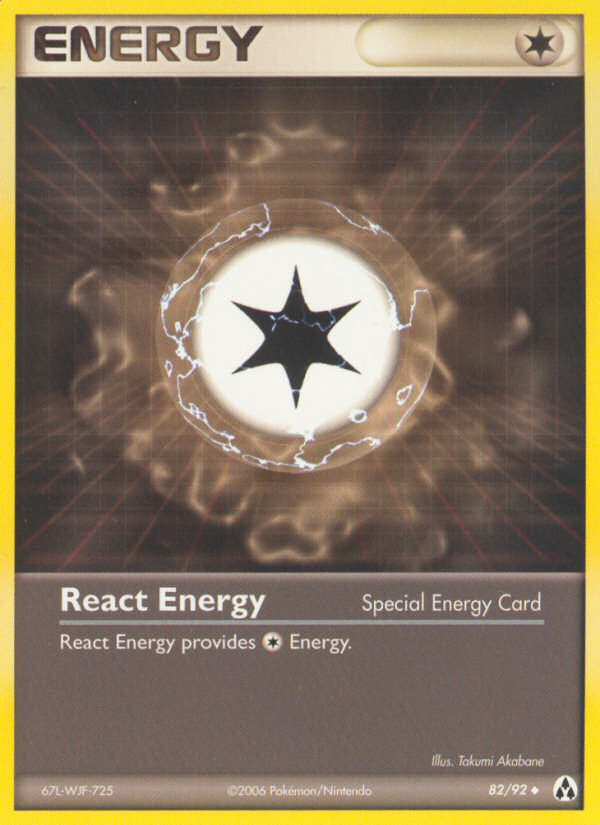 ENERGY
React Energy Special Energy Card
React Energy provides Energy.
Illus. Takumi Akabane
67L-WJF-725 ©2006 Pokémon/Nintendo 82/92